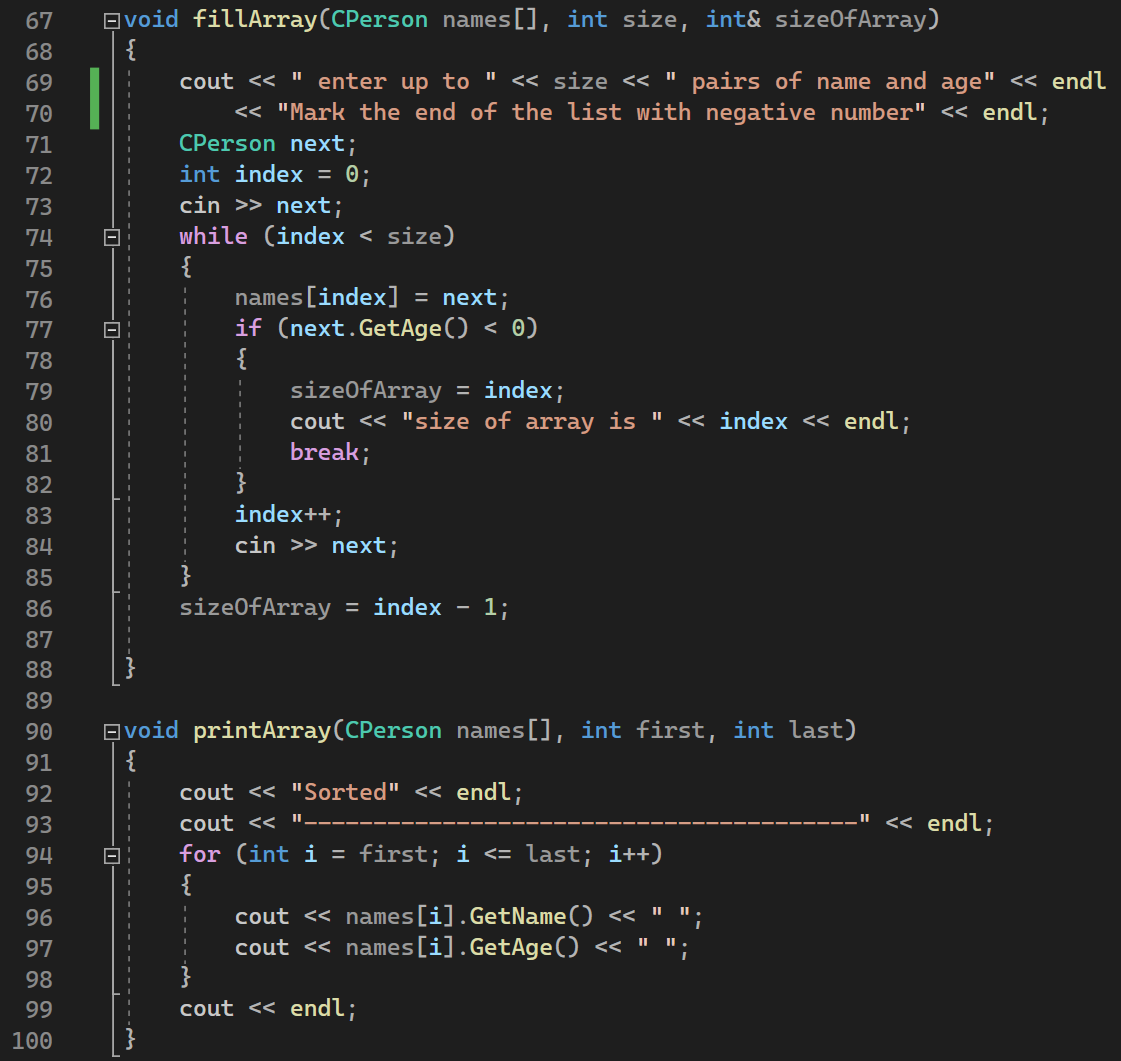 67 void fillArray(CPerson names[], int size, int& sizeOfArray)
68 {
69     cout << " enter up to " << size << " pairs of name and age" << endl
70         << "Mark the end of the list with negative number" << endl;
71     CPerson next;
72     int index = 0;
73     cin >> next;
74     while (index < size)
75     {
76         names[index] = next;
77         if (next.GetAge() < 0)
78         {
79             sizeOfArray = index;
80             cout << "size of array is " << index << endl;
81             break;
82         }
83         index++;
84         cin >> next;
85     }
86     sizeOfArray = index - 1;
87
88 }
89
90 void printArray(CPerson names[], int first, int last)
91 {
92     cout << "Sorted" << endl;
93     cout << "----------------------------------------" << endl;
94     for (int i = first; i <= last; i++)
95     {
96         cout << names[i].GetName() << " ";
97         cout << names[i].GetAge() << " ";
98     }
99     cout << endl;
100 }